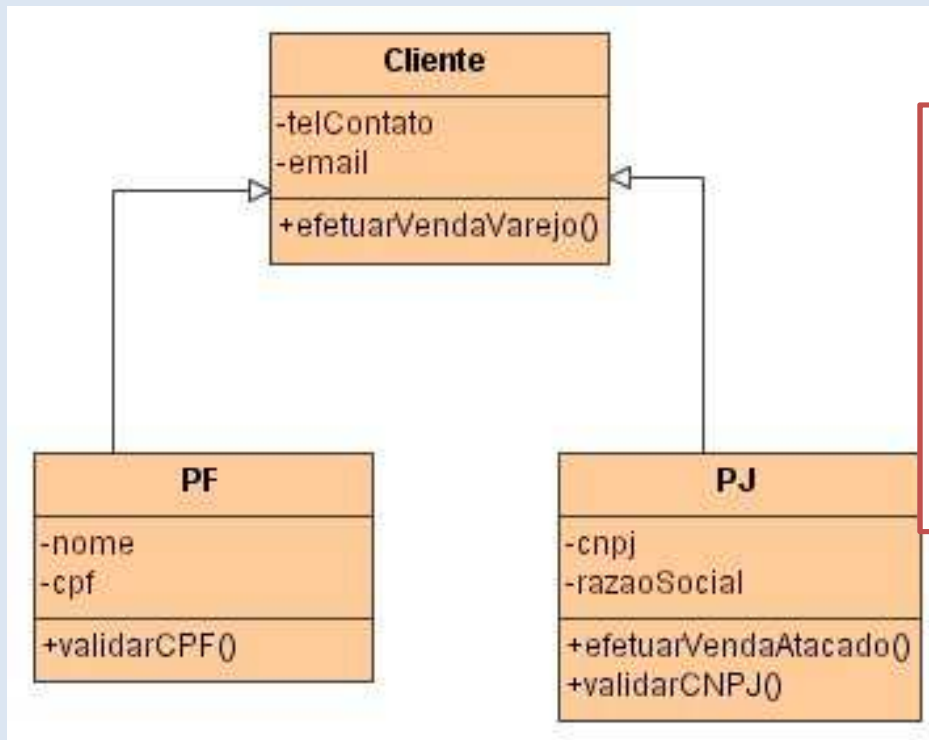 Cliente
-telContato
-email
+efetuarVendaVarejo()
PF
-nome
-cpf
+validarCPF()
PJ
-cnpj
-razaoSocial
+efetuarVendaAtacado()
+validarCNPJ()